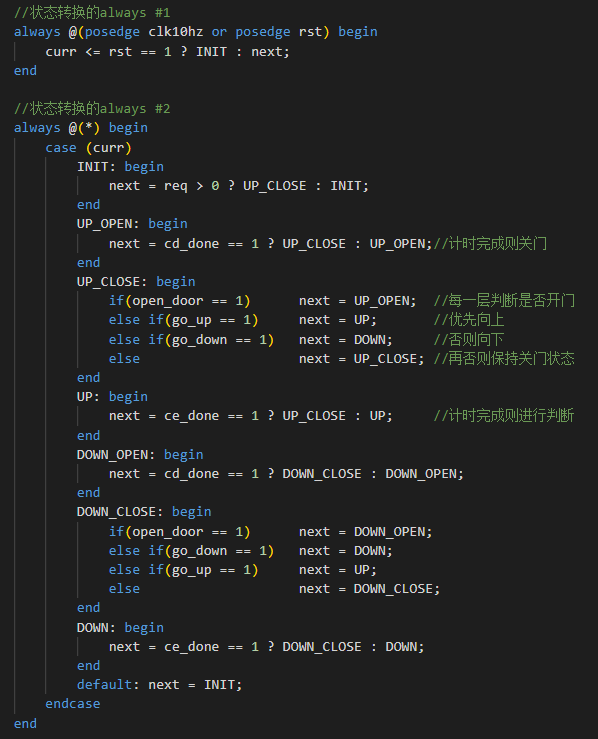 //状态转换的always #1
always @(posedge clk10hz or posedge rst) begin
    curr <= rst == 1 ? INIT : next;
end

//状态转换的always #2
always @(*) begin
    case (curr)
        INIT: begin
            next = req > 0 ? UP_CLOSE : INIT;
        end
        UP_OPEN: begin
            next = cd_done == 1 ? UP_CLOSE : UP_OPEN;//计时完成则关门
        end
        UP_CLOSE: begin
            if(open_door == 1)      next = UP_OPEN;  //每一层判断是否开门
            else if(go_up == 1)     next = UP;       //优先向上
            else if(go_down == 1)   next = DOWN;     //否则向下
            else                    next = UP_CLOSE; //再否则保持关门状态
        end
        UP: begin
            next = ce_done == 1 ? UP_CLOSE : UP;     //计时完成则进行判断
        end
        DOWN_OPEN: begin
            next = cd_done == 1 ? DOWN_CLOSE : DOWN_OPEN;
        end
        DOWN_CLOSE: begin
            if(open_door == 1)      next = DOWN_OPEN;
            else if(go_down == 1)   next = DOWN;
            else if(go_up == 1)     next = UP;
            else                    next = DOWN_CLOSE;
        end
        DOWN: begin
            next = ce_done == 1 ? DOWN_CLOSE : DOWN;
        end
        default: next = INIT;
    endcase
end